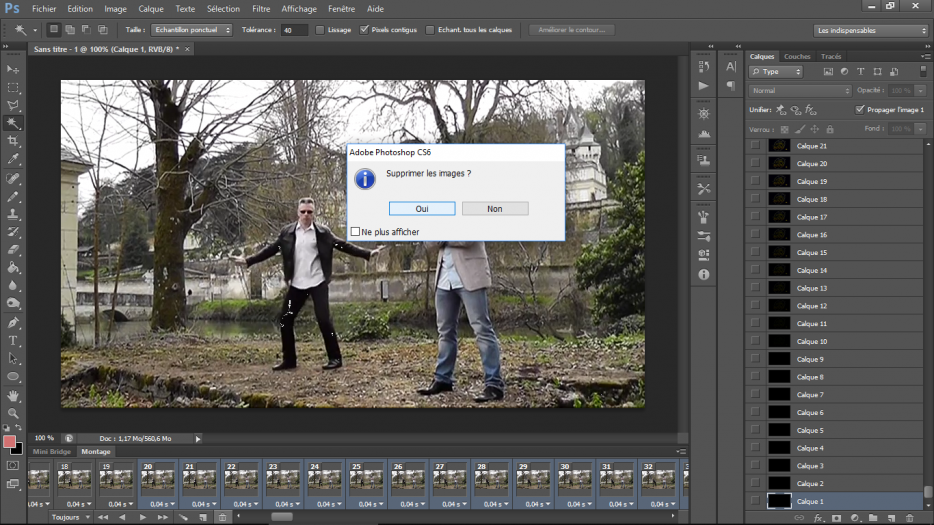 Ps Fichier Edition Image Calque Texte Sélection Filtre Affichage Fenêtre Aide
Taille : Echantillon ponctuel Tolérance : 40 Lissage Pixels contigus Echant. tous les calques Améliorer le contour... Les indispensables
Sans titre - 1 @ 100% (Calque 1, RVB/8) * ×
Calques Couches Tracés
Type
Normal Opacité : 100 %
Unifier : Propager l'image 1
Verrou : Fond : 100 %
Adobe Photoshop CS6
Supprimer les images ?
Oui Non
Ne plus afficher
Calque 21
Calque 20
Calque 19
Calque 18
Calque 17
Calque 16
Calque 15
Calque 14
Calque 13
Calque 12
Calque 11
Calque 10
Calque 9
Calque 8
Calque 7
Calque 6
Calque 5
Calque 4
Calque 3
Calque 2
Calque 1
100 % Doc : 1,17 Mo/560,6 Mo
Mini Bridge Montage
18 19 20 21 22 23 24 25 26 27 28 29 30 31 32
0,04 s 0,04 s 0,04 s 0,04 s 0,04 s 0,04 s 0,04 s 0,04 s 0,04 s 0,04 s 0,04 s 0,04 s 0,04 s 0,04 s 0,04 s
Toujours